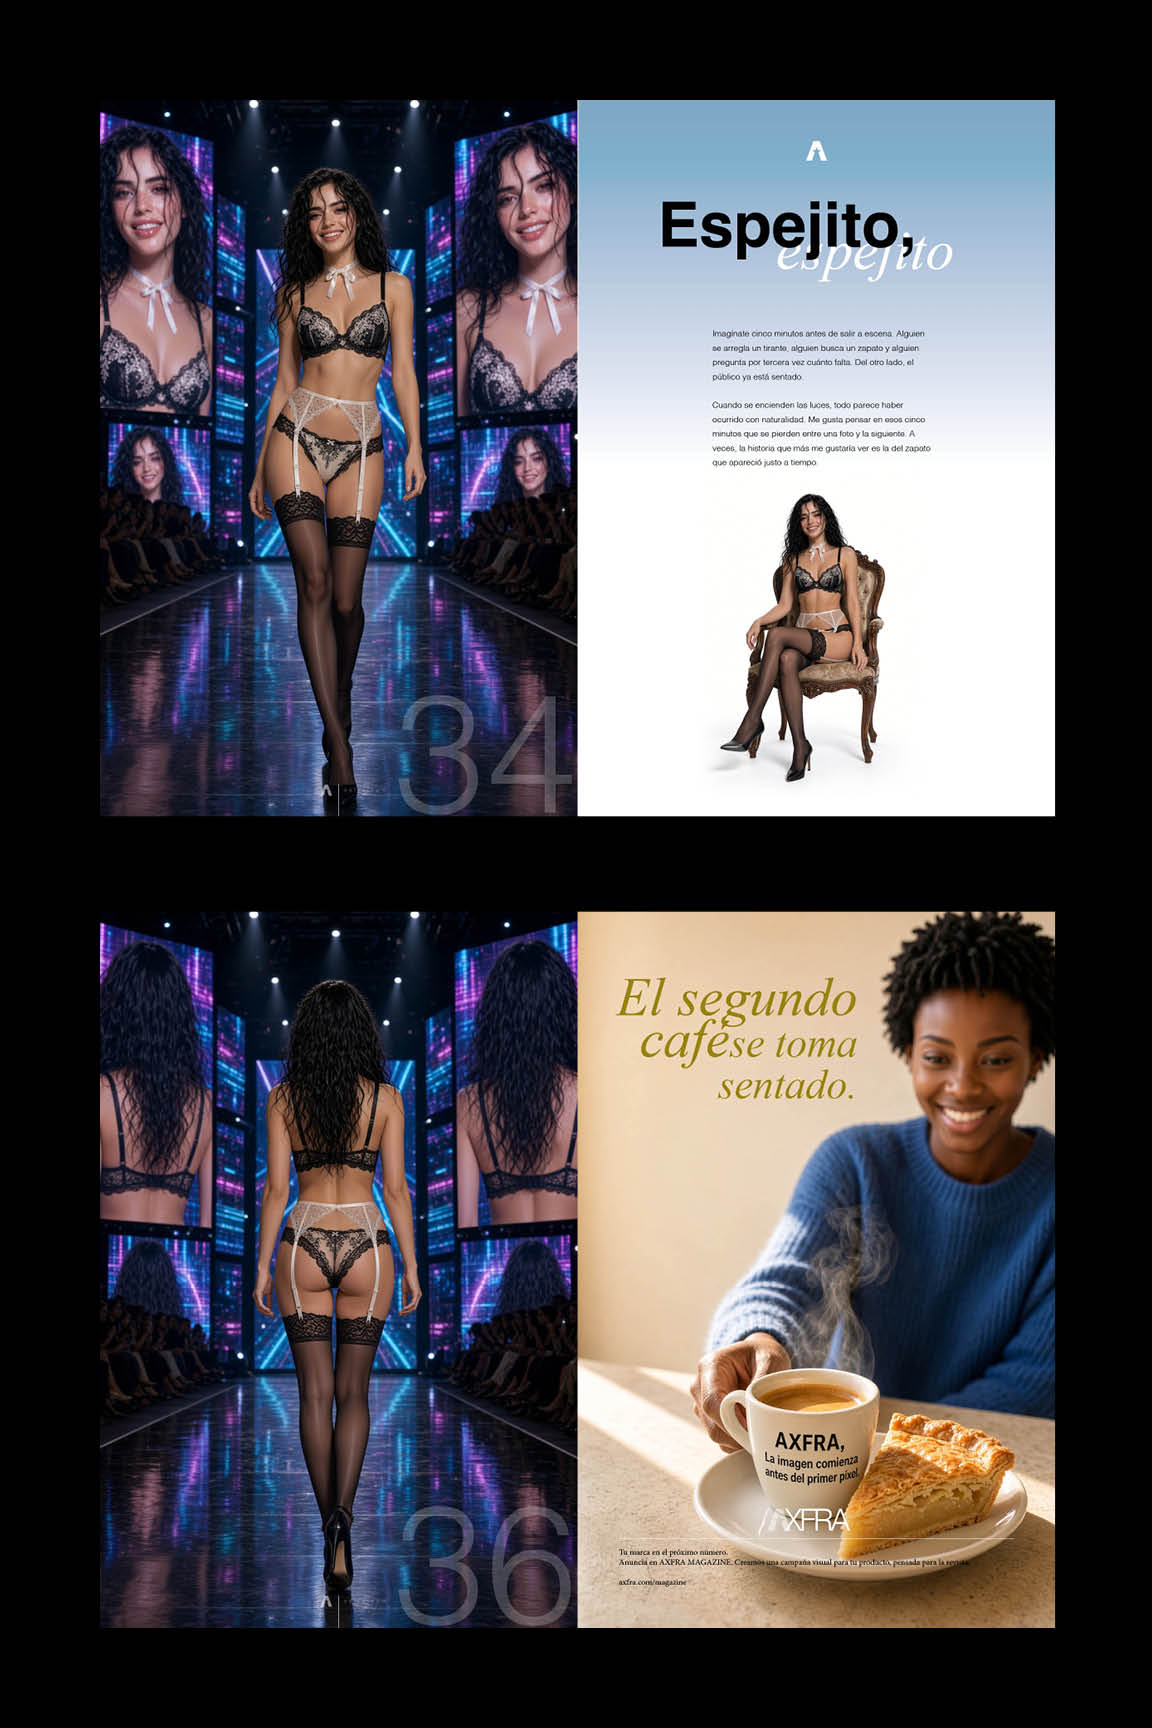 Espejito,
espejito
Imagínate cinco minutos antes de salir a escena. Alguien
se arregla un tirante, alguien busca un zapato y alguien
pregunta por tercera vez cuánto falta. Del otro lado, el
público ya está sentado.
Cuando se encienden las luces, todo parece haber
ocurrido con naturalidad. Me gusta pensar en esos cinco
minutos que se pierden entre una foto y la siguiente. A
veces, la historia que más me gustaría ver es la del zapato
que apareció justo a tiempo.
34
El segundo
café se toma
sentado.
AXFRA,
La imagen comienza
antes del primer píxel.
AXFRA
Tu marca en el próximo número.
Anuncia en AXFRA MAGAZINE. Creamos una campaña visual para tu producto, pensada para la revista.
axfra.com/magazine
36